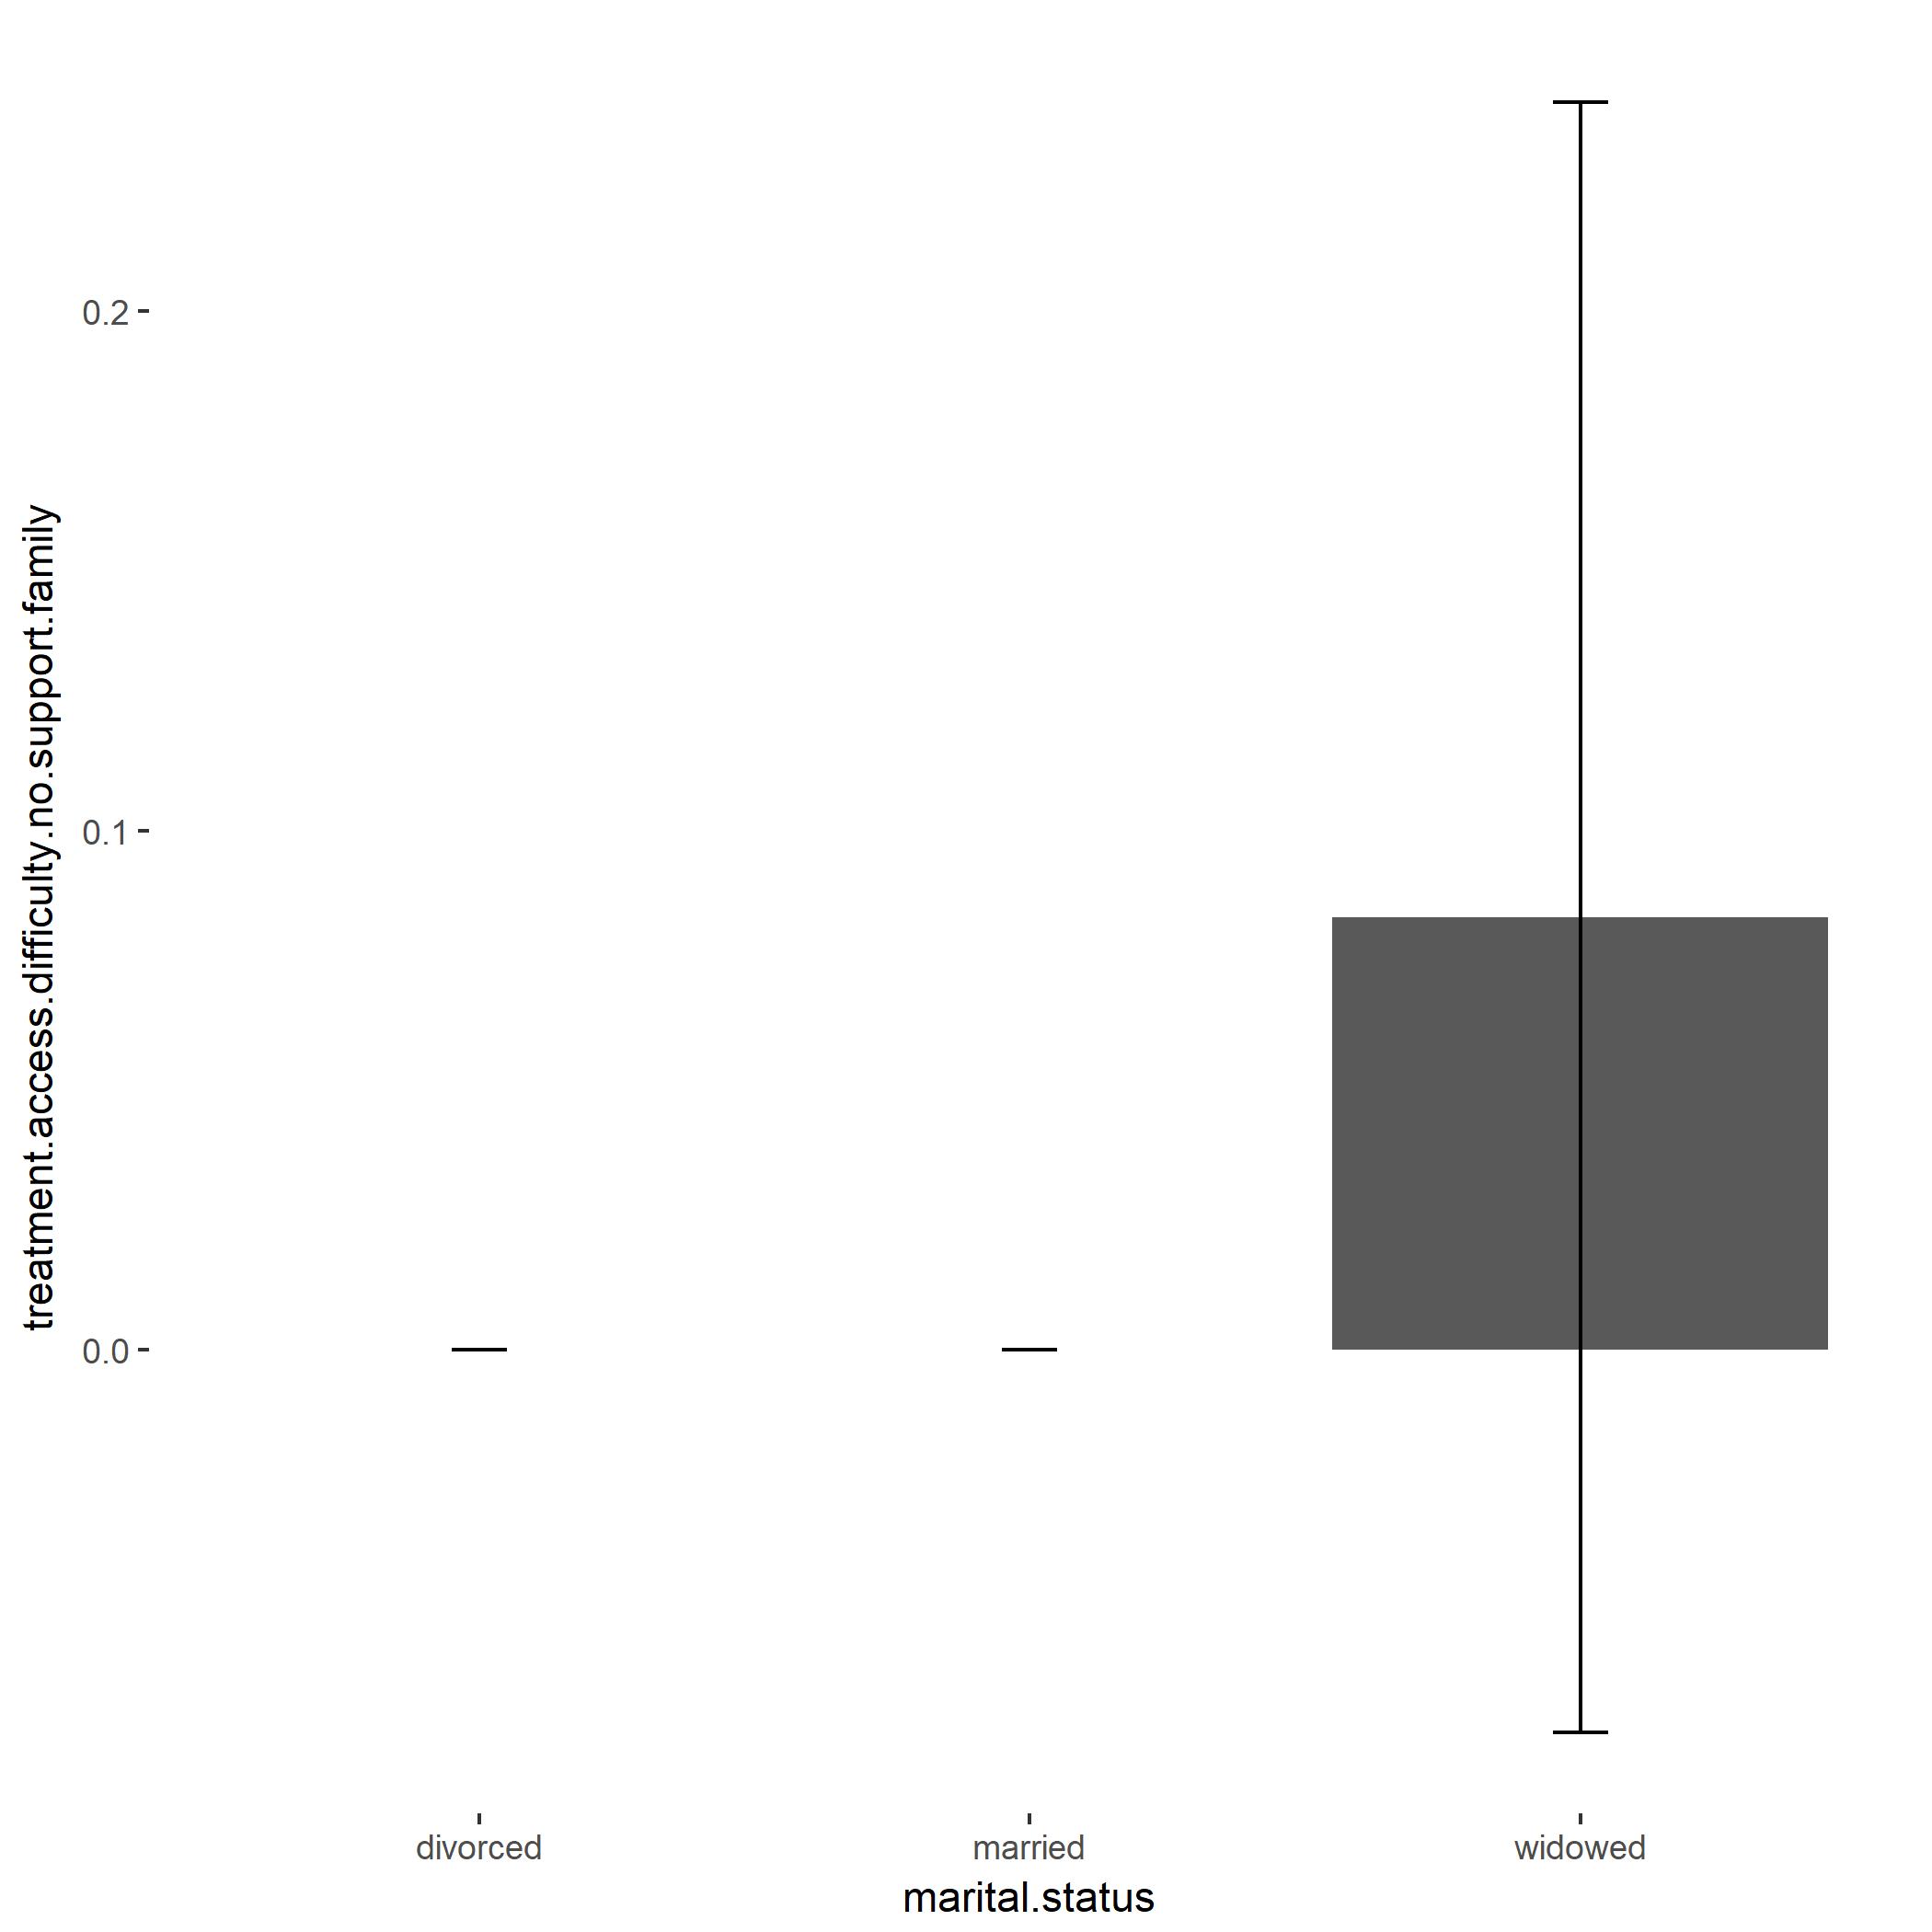 treatment.access.difficulty.no.support.family
0.2
0.1
0.0
divorced married widowed
marital.status